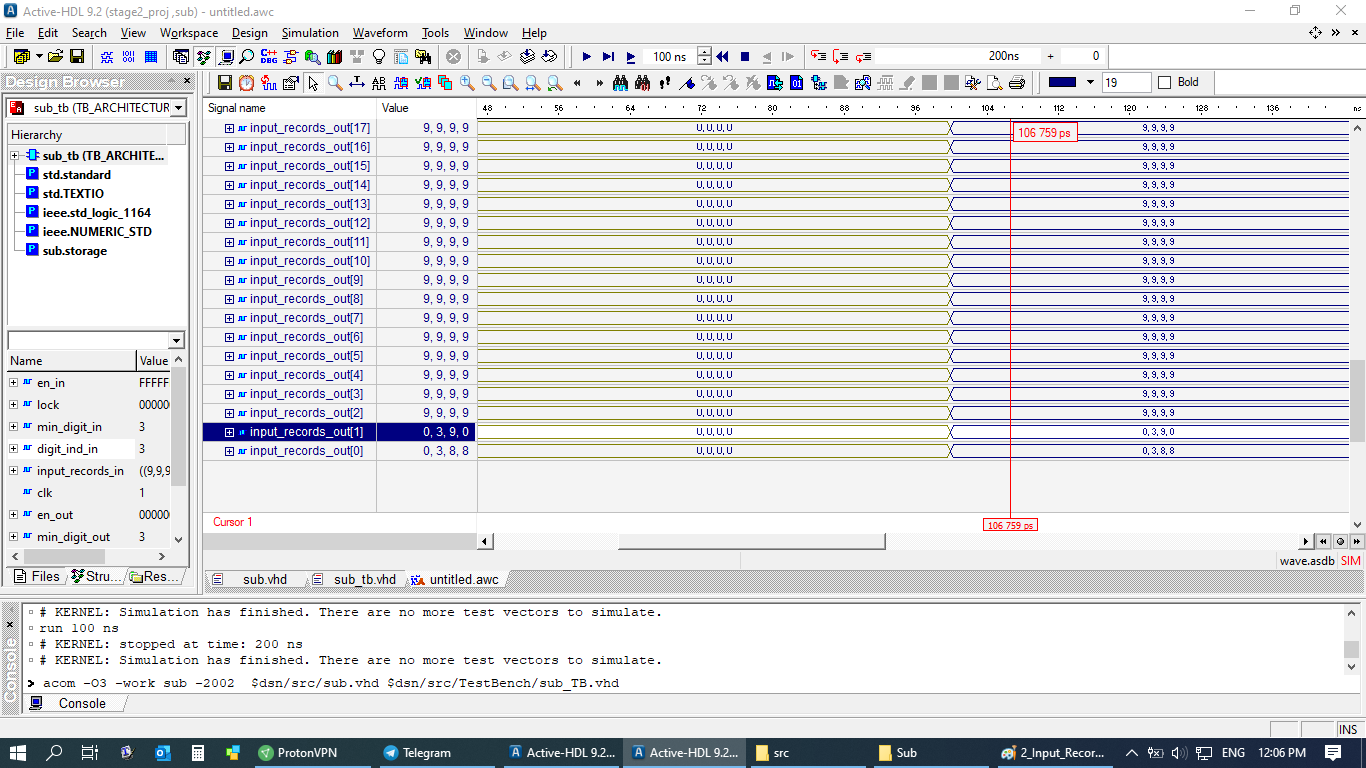 Active-HDL 9.2 (stage2_proj ,sub) - untitled.awc
File Edit Search View Workspace Design Simulation Waveform Tools Window Help
100 ns 200ns + 0
Design Browser
19 Bold
sub_tb (TB_ARCHITECTUR
Hierarchy
sub_tb (TB_ARCHITE...
std.standard
std.TEXTIO
ieee.std_logic_1164
ieee.NUMERIC_STD
sub.storage
Name Value
en_in FFFFF
lock 00000
min_digit_in 3
digit_ind_in 3
input_records_in ((9,9,9
clk 1
en_out 00000
min_digit_out 3
Files Stru... Res...
Signal name Value 48 56 64 72 80 88 96 104 112 120 128 136 ns
input_records_out[17] 9, 9, 9, 9 U, U, U, U 106 759 ps 9, 9, 9, 9
input_records_out[16] 9, 9, 9, 9 U, U, U, U 9, 9, 9, 9
input_records_out[15] 9, 9, 9, 9 U, U, U, U 9, 9, 9, 9
input_records_out[14] 9, 9, 9, 9 U, U, U, U 9, 9, 9, 9
input_records_out[13] 9, 9, 9, 9 U, U, U, U 9, 9, 9, 9
input_records_out[12] 9, 9, 9, 9 U, U, U, U 9, 9, 9, 9
input_records_out[11] 9, 9, 9, 9 U, U, U, U 9, 9, 9, 9
input_records_out[10] 9, 9, 9, 9 U, U, U, U 9, 9, 9, 9
input_records_out[9] 9, 9, 9, 9 U, U, U, U 9, 9, 9, 9
input_records_out[8] 9, 9, 9, 9 U, U, U, U 9, 9, 9, 9
input_records_out[7] 9, 9, 9, 9 U, U, U, U 9, 9, 9, 9
input_records_out[6] 9, 9, 9, 9 U, U, U, U 9, 9, 9, 9
input_records_out[5] 9, 9, 9, 9 U, U, U, U 9, 9, 9, 9
input_records_out[4] 9, 9, 9, 9 U, U, U, U 9, 9, 9, 9
input_records_out[3] 9, 9, 9, 9 U, U, U, U 9, 9, 9, 9
input_records_out[2] 9, 9, 9, 9 U, U, U, U 9, 9, 9, 9
input_records_out[1] 0, 3, 9, 0 U, U, U, U 0, 3, 9, 0
input_records_out[0] 0, 3, 8, 8 U, U, U, U 0, 3, 8, 8
Cursor 1 106 759 ps
wave.asdb SIM
sub.vhd sub_tb.vhd untitled.awc
Console
# KERNEL: Simulation has finished. There are no more test vectors to simulate.
run 100 ns
# KERNEL: stopped at time: 200 ns
# KERNEL: Simulation has finished. There are no more test vectors to simulate.
> acom -O3 -work sub -2002 $dsn/src/sub.vhd $dsn/src/TestBench/sub_TB.vhd
Console
INS
ProtonVPN Telegram Active-HDL 9.2... Active-HDL 9.2... src Sub 2_Input_Recor... ENG 12:06 PM